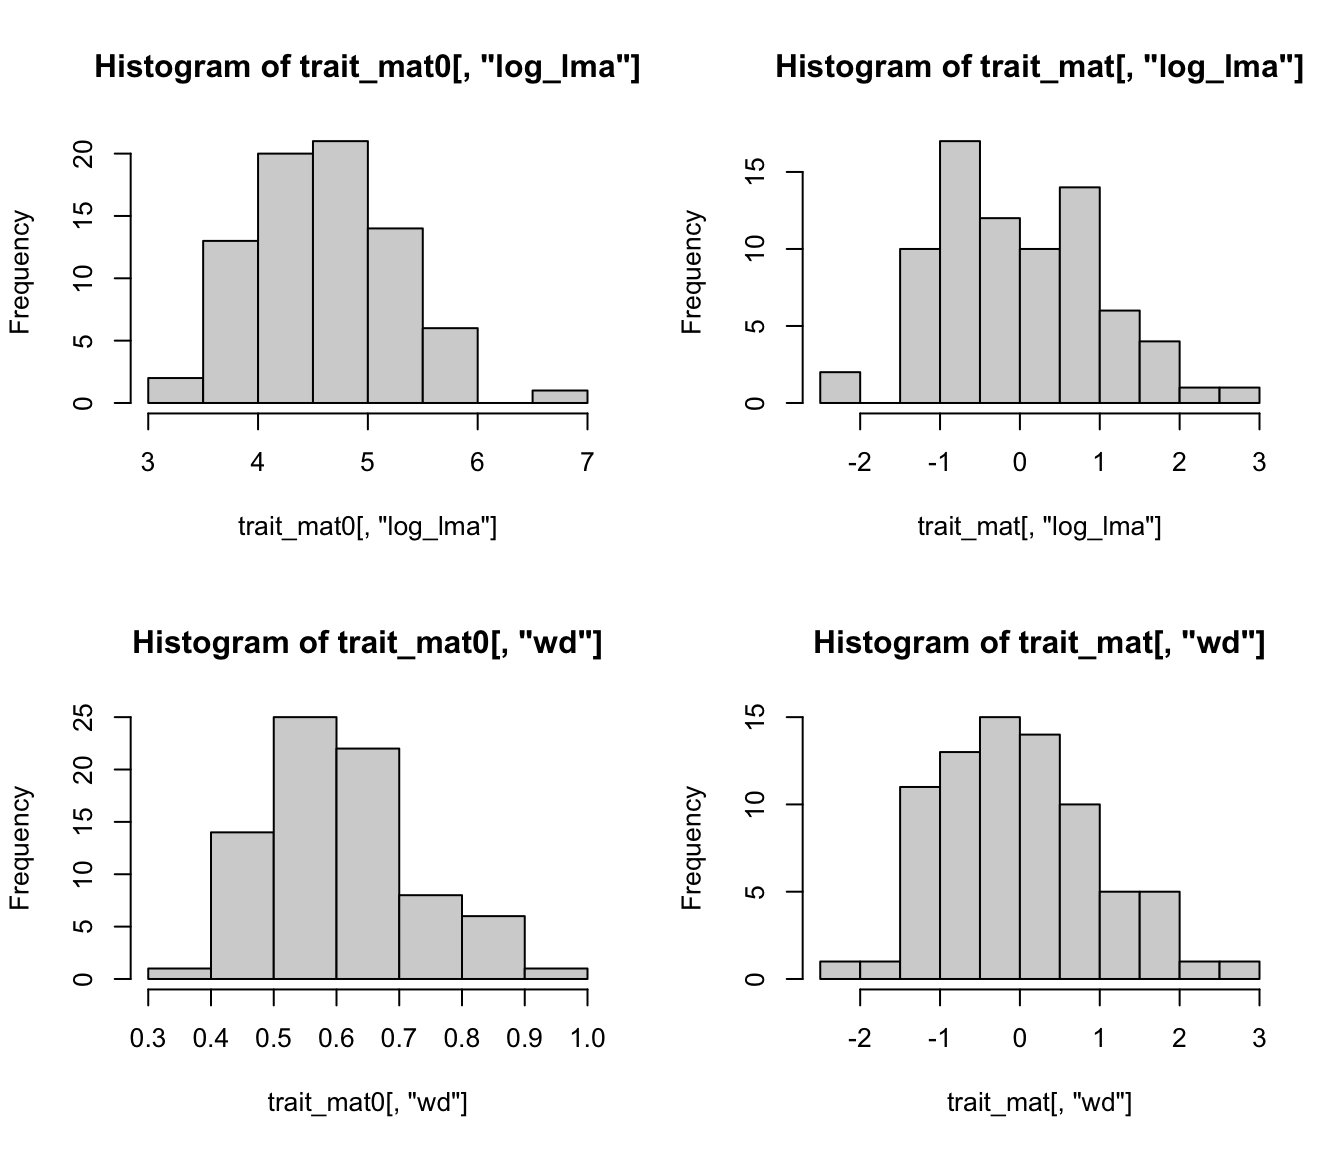 Histogram of trait_mat0[, "log_lma"]
Frequency
0 5 10 15 20
3 4 5 6 7
trait_mat0[, "log_lma"]
Histogram of trait_mat[, "log_lma"]
Frequency
0 5 10 15
-2 -1 0 1 2 3
trait_mat[, "log_lma"]
Histogram of trait_mat0[, "wd"]
Frequency
0 5 10 15 20 25
0.3 0.4 0.5 0.6 0.7 0.8 0.9 1.0
trait_mat0[, "wd"]
Histogram of trait_mat[, "wd"]
Frequency
0 5 10 15
-2 -1 0 1 2 3
trait_mat[, "wd"]